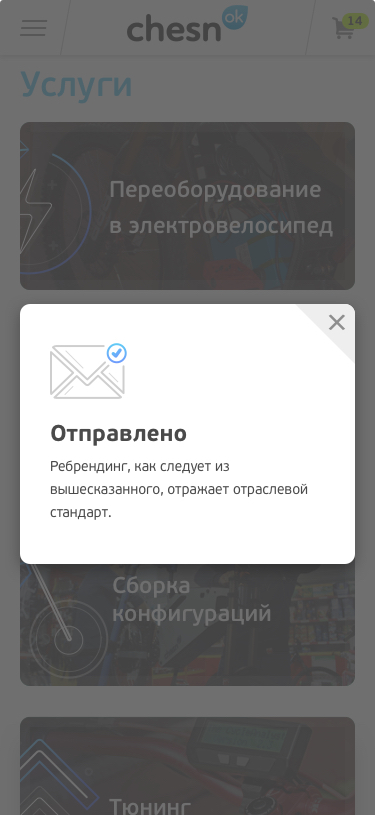 chesn ok
14
Услуги
Переоборудование
в электровелосипед
Отправлено
Ребрендинг, как следует из
вышесказанного, отражает отраслевой
стандарт.
Сборка
конфигураций
Тюнинг